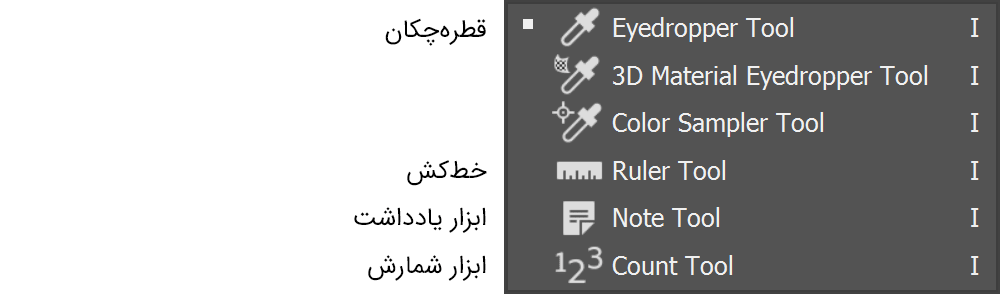 قطره‌چکان
Eyedropper Tool I
3D Material Eyedropper Tool I
Color Sampler Tool I
خط‌کش
Ruler Tool I
ابزار یادداشت
Note Tool I
ابزار شمارش
123 Count Tool I